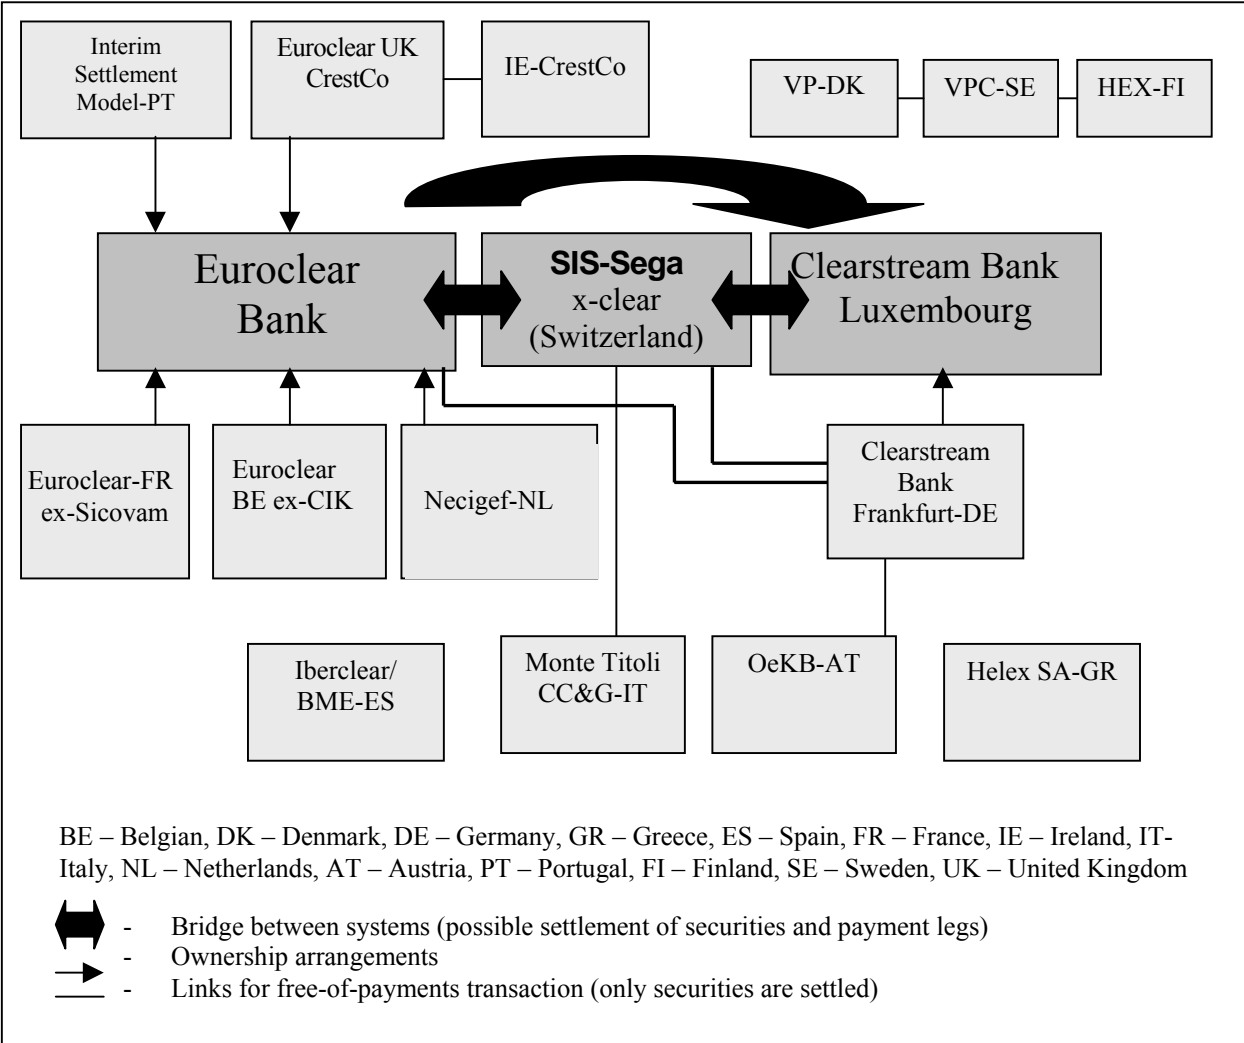 Interim
Settlement
Model-PT
Euroclear UK
CrestCo
IE-CrestCo
VP-DK
VPC-SE
HEX-FI
Euroclear
Bank
SIS-Sega
x-clear
(Switzerland)
Clearstream Bank
Luxembourg
Euroclear-FR
ex-Sicovam
Euroclear
BE ex-CIK
Necigef-NL
Clearstream
Bank
Frankfurt-DE
Iberclear/
BME-ES
Monte Titoli
CC&G-IT
OeKB-AT
Helex SA-GR
BE – Belgian, DK – Denmark, DE – Germany, GR – Greece, ES – Spain, FR – France, IE – Ireland, IT-
Italy, NL – Netherlands, AT – Austria, PT – Portugal, FI – Finland, SE – Sweden, UK – United Kingdom
- Bridge between systems (possible settlement of securities and payment legs)
- Ownership arrangements
- Links for free-of-payments transaction (only securities are settled)